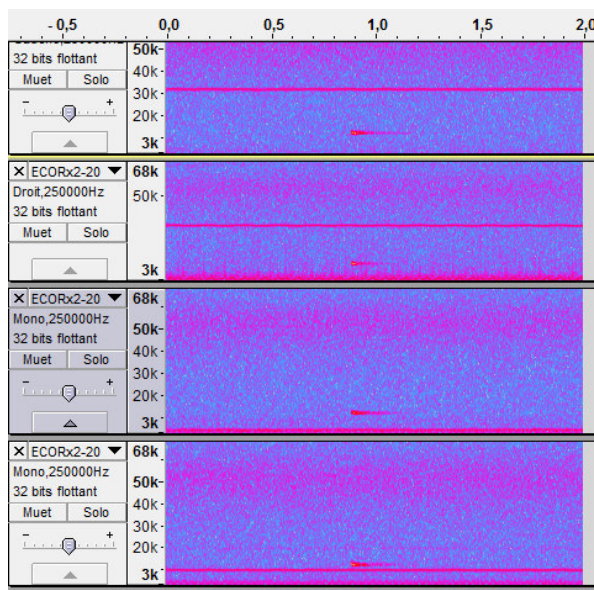 - 0,5 0,0 0,5 1,0 1,5 2,0
32 bits flottant
Muet Solo
- +
50k-
40k-
30k-
20k-
3k
X ECORx2-20 ▼
Droit,250000Hz
32 bits flottant
Muet Solo
68k
50k-
3k
X ECORx2-20 ▼
Mono,250000Hz
32 bits flottant
Muet Solo
- +
68k
50k-
40k-
30k-
20k-
3k
X ECORx2-20 ▼
Mono,250000Hz
32 bits flottant
Muet Solo
- +
68k
50k-
40k-
30k-
20k-
3k